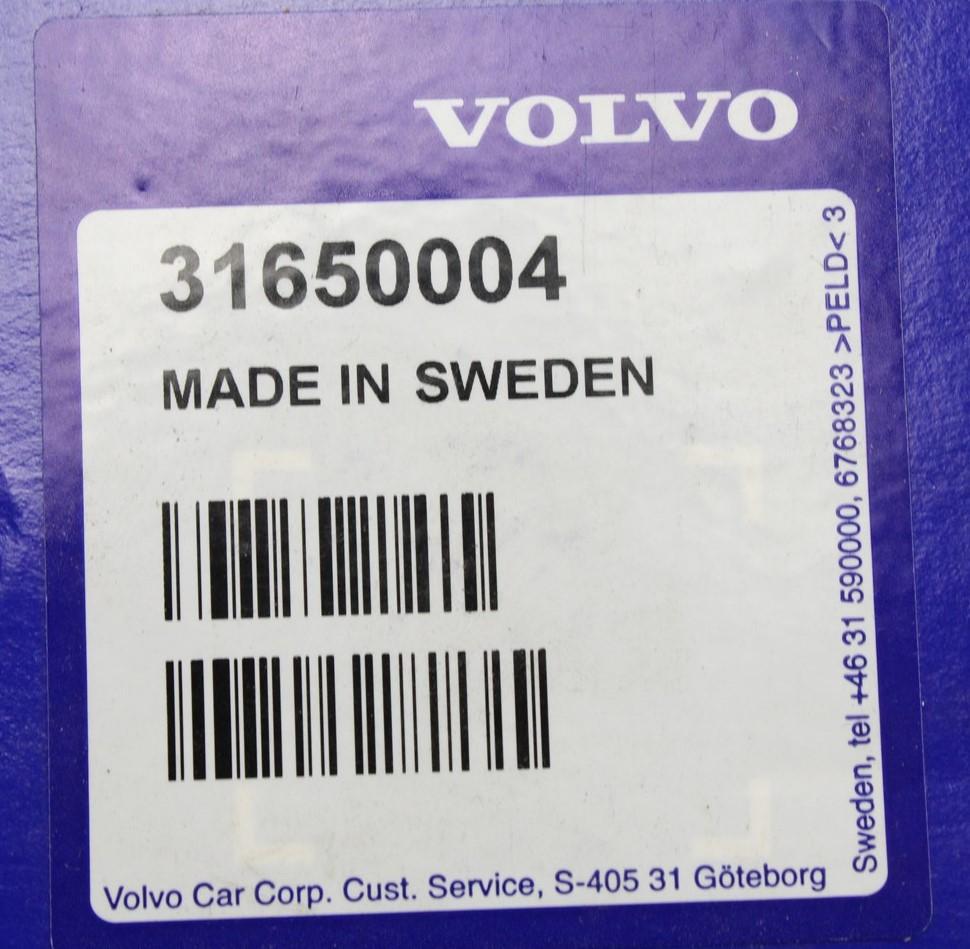 VOLVO
31650004
MADE IN SWEDEN
Volvo Car Corp. Cust. Service, S-405 31 Göteborg
Sweden, tel +46 31 590000, 6768323 >PELD< 3